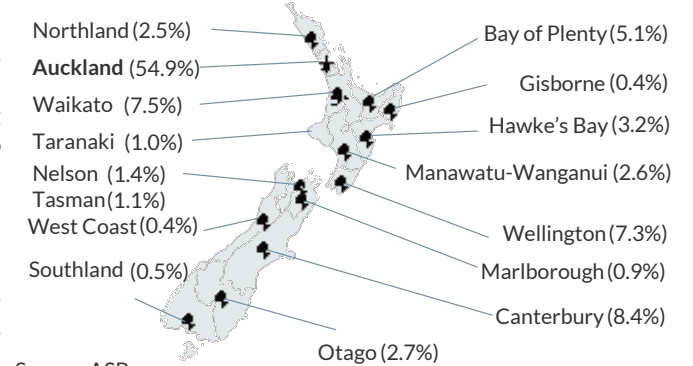 Northland (2.5%)
Auckland (54.9%)
Waikato (7.5%)
Taranaki (1.0%)
Nelson (1.4%)
Tasman (1.1%)
West Coast (0.4%)
Southland (0.5%)
Otago (2.7%)
Bay of Plenty (5.1%)
Gisborne (0.4%)
Hawke's Bay (3.2%)
Manawatu-Wanganui (2.6%)
Wellington (7.3%)
Marlborough (0.9%)
Canterbury (8.4%)